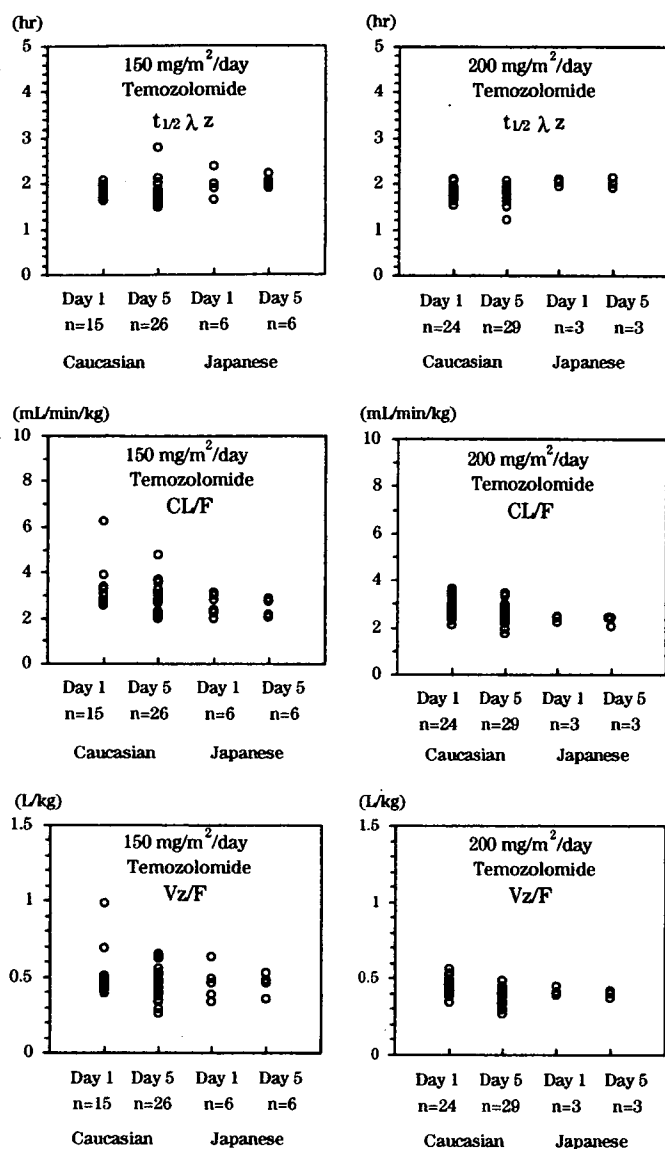 (hr)
5
4
3
2
1
0
150 mg/m²/day
Temozolomide
t1/2 λ z
Day 1 Day 5 Day 1 Day 5
n=15 n=26 n=6 n=6
Caucasian Japanese
(hr)
5
4
3
2
1
0
200 mg/m²/day
Temozolomide
t1/2 λ z
Day 1 Day 5 Day 1 Day 5
n=24 n=29 n=3 n=3
Caucasian Japanese
(mL/min/kg)
10
8
6
4
2
0
150 mg/m²/day
Temozolomide
CL/F
Day 1 Day 5 Day 1 Day 5
n=15 n=26 n=6 n=6
Caucasian Japanese
(mL/min/kg)
10
8
6
4
2
0
200 mg/m²/day
Temozolomide
CL/F
Day 1 Day 5 Day 1 Day 5
n=24 n=29 n=3 n=3
Caucasian Japanese
(L/kg)
1.5
1
0.5
0
150 mg/m²/day
Temozolomide
Vz/F
Day 1 Day 5 Day 1 Day 5
n=15 n=26 n=6 n=6
Caucasian Japanese
(L/kg)
1.5
1
0.5
0
200 mg/m²/day
Temozolomide
Vz/F
Day 1 Day 5 Day 1 Day 5
n=24 n=29 n=3 n=3
Caucasian Japanese